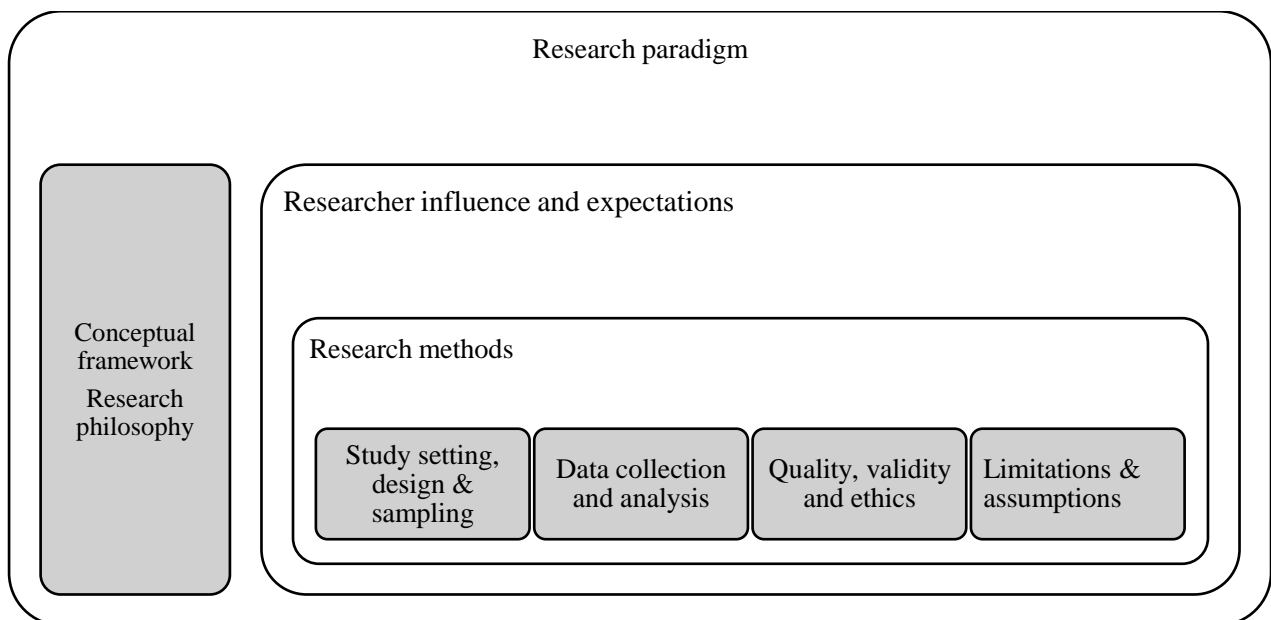 Research paradigm
Conceptual
framework
Research
philosophy
Researcher influence and expectations
Research methods
Study setting,
design &
sampling
Data collection
and analysis
Quality, validity
and ethics
Limitations &
assumptions